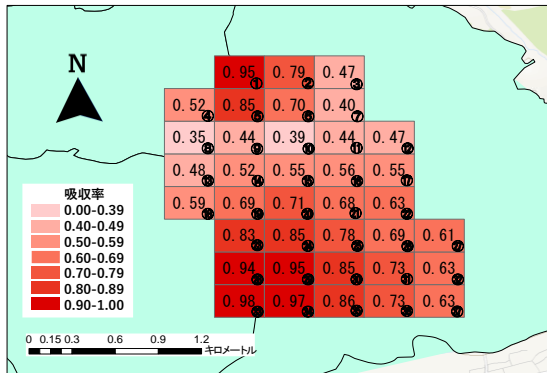 N
0.95 ① 0.79 ② 0.47 ③
0.52 ④ 0.85 ⑤ 0.70 ⑥ 0.40 ⑦
0.35 ⑧ 0.44 ⑨ 0.39 ⑩ 0.44 ⑪ 0.47 ⑫
0.48 ⑬ 0.52 ⑭ 0.55 ⑮ 0.56 ⑯ 0.55 ⑰
0.59 ⑱ 0.69 ⑲ 0.71 ⑳ 0.68 ㉑ 0.63 ㉒
0.83 ㉓ 0.85 ㉔ 0.78 ㉕ 0.69 ㉖ 0.61 ㉗
0.94 ㉘ 0.95 ㉙ 0.85 ㉚ 0.73 ㉛ 0.63 ㉜
0.98 ㉝ 0.97 ㉞ 0.86 ㉟ 0.73 ㊱ 0.63 ㊲
吸収率
0.00-0.39
0.40-0.49
0.50-0.59
0.60-0.69
0.70-0.79
0.80-0.89
0.90-1.00
0 0.15 0.3 0.6 0.9 1.2
キロメートル